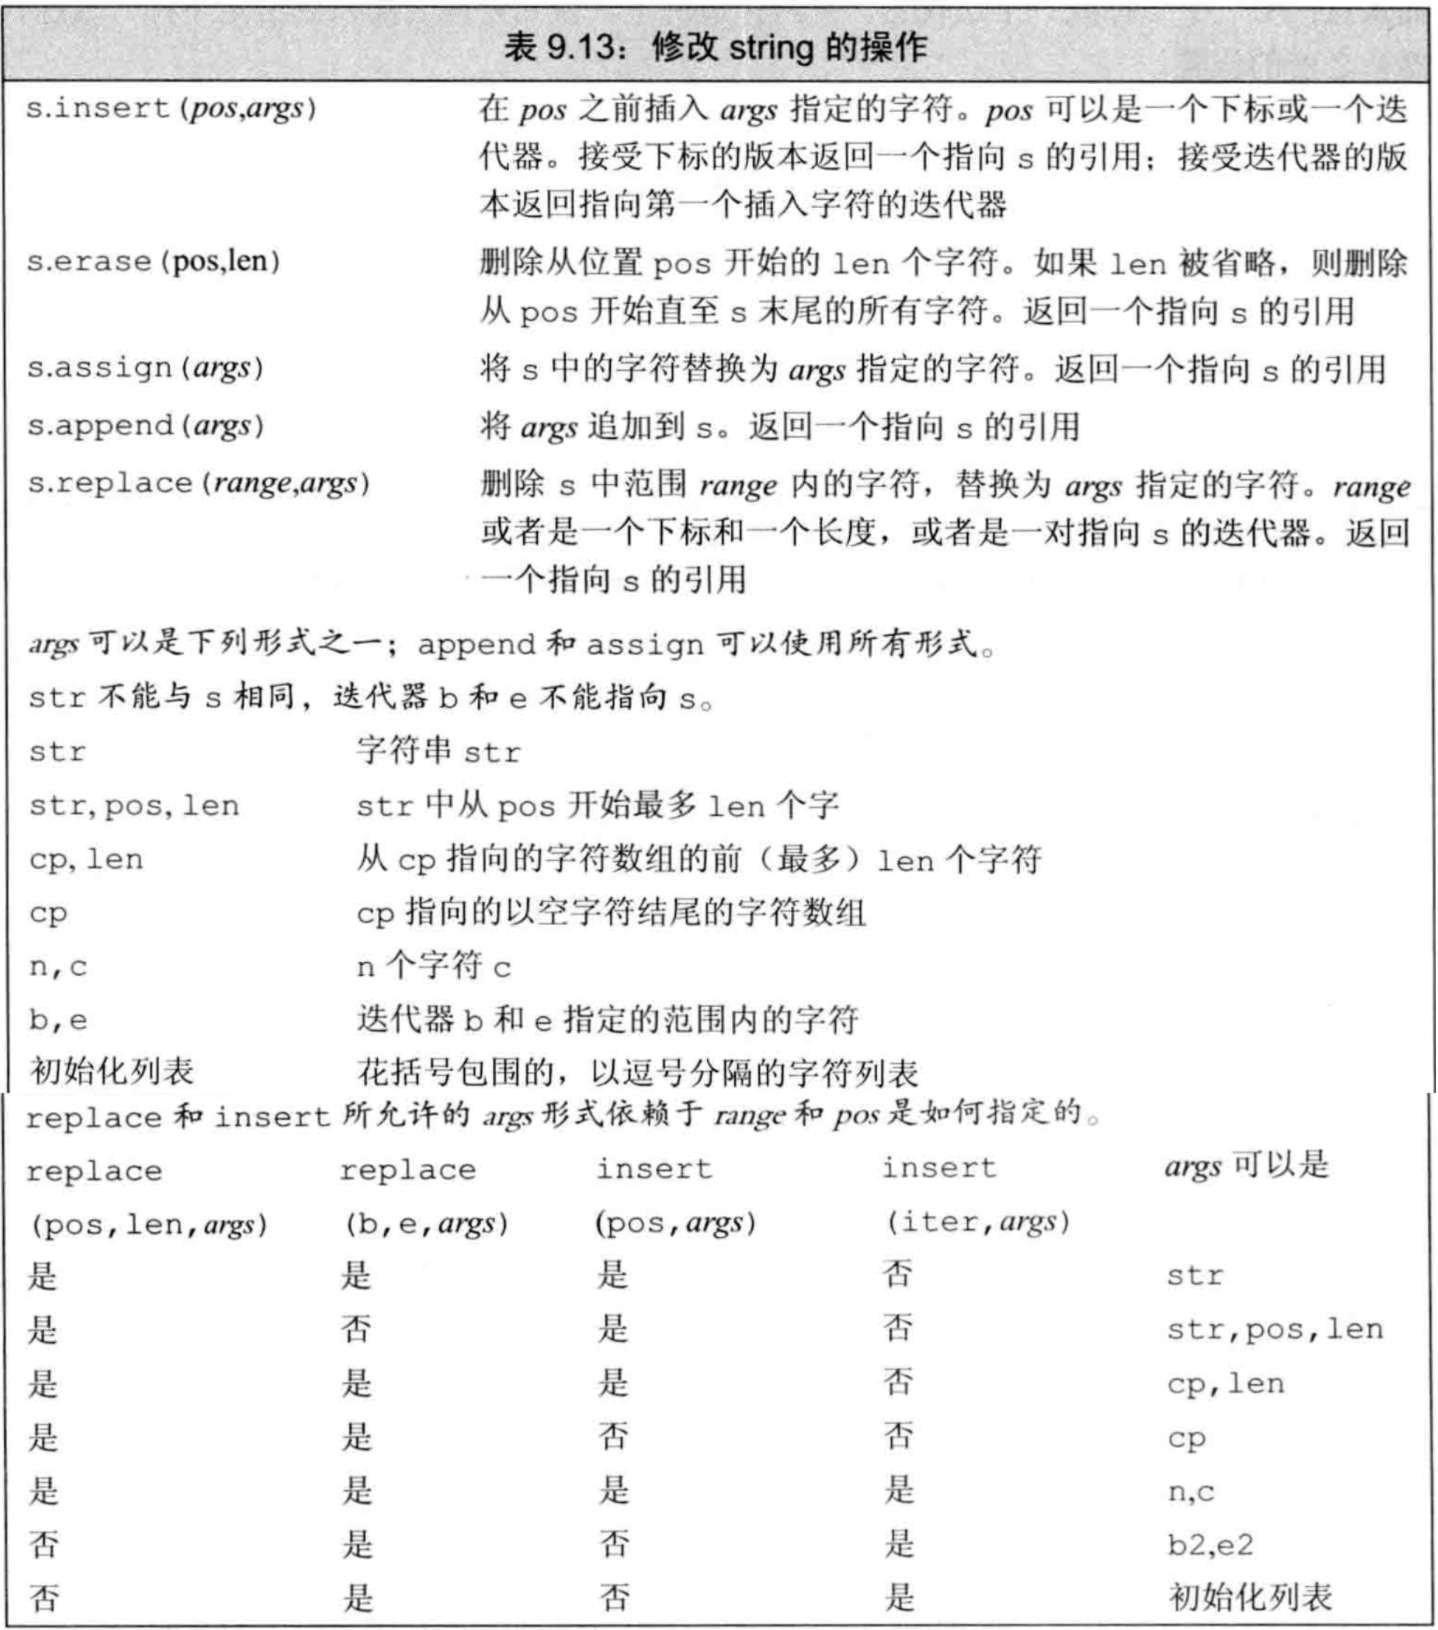 表 9.13：修改 string 的操作
s.insert(pos,args) 在 pos 之前插入 args 指定的字符。pos 可以是一个下标或一个迭
代器。接受下标的版本返回一个指向 s 的引用；接受迭代器的版
本返回指向第一个插入字符的迭代器
s.erase(pos,len) 删除从位置 pos 开始的 len 个字符。如果 len 被省略，则删除
从 pos 开始直至 s 末尾的所有字符。返回一个指向 s 的引用
s.assign(args) 将 s 中的字符替换为 args 指定的字符。返回一个指向 s 的引用
s.append(args) 将 args 追加到 s。返回一个指向 s 的引用
s.replace(range,args) 删除 s 中范围 range 内的字符，替换为 args 指定的字符。range
或者是一个下标和一个长度，或者是一对指向 s 的迭代器。返回
一个指向 s 的引用
args 可以是下列形式之一；append 和 assign 可以使用所有形式。
str 不能与 s 相同，迭代器 b 和 e 不能指向 s。
str 字符串 str
str,pos,len str 中从 pos 开始最多 len 个字
cp,len 从 cp 指向的字符数组的前（最多）len 个字符
cp cp 指向的以空字符结尾的字符数组
n,c n 个字符 c
b,e 迭代器 b 和 e 指定的范围内的字符
初始化列表 花括号包围的，以逗号分隔的字符列表
replace 和 insert 所允许的 args 形式依赖于 range 和 pos 是如何指定的。
replace replace insert insert args 可以是
(pos,len,args) (b,e,args) (pos,args) (iter,args)
是 是 是 否 str
是 否 是 否 str,pos,len
是 是 是 否 cp,len
是 是 否 否 cp
是 是 是 是 n,c
否 是 否 是 b2,e2
否 是 否 是 初始化列表